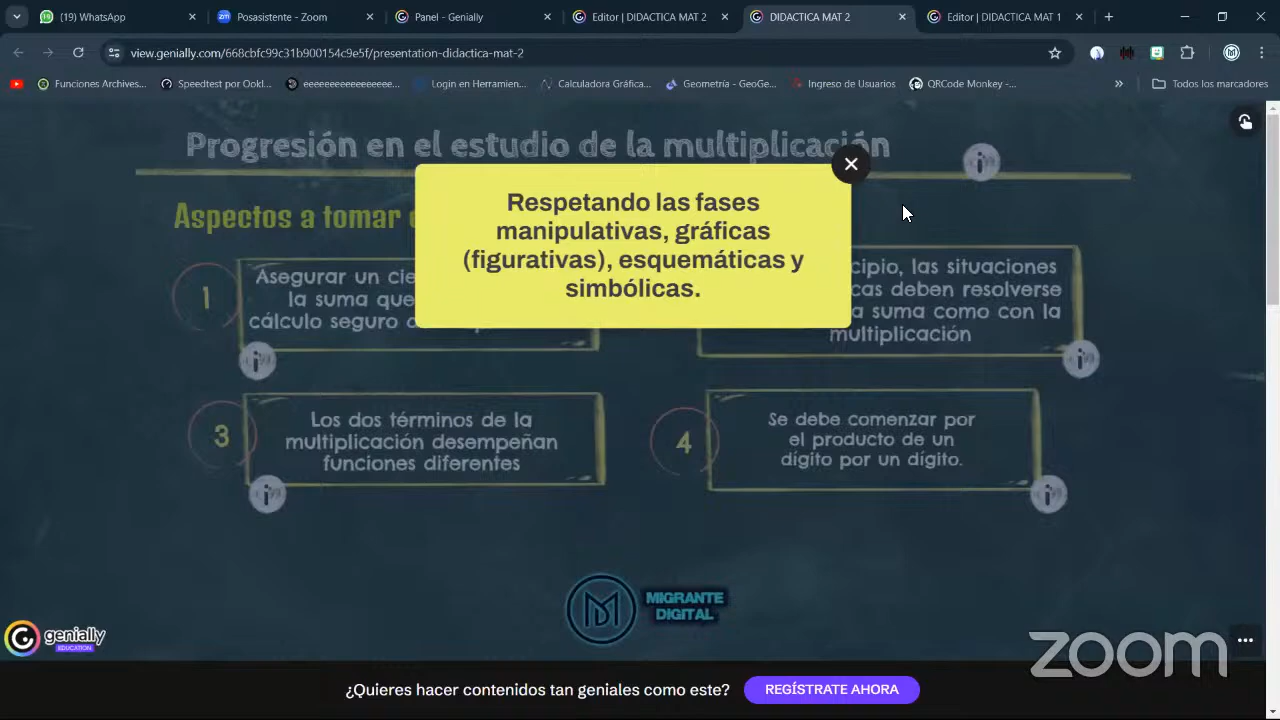 (19) WhatsApp
Posasistente - Zoom
Panel - Genially
Editor | DIDACTICA MAT 2
DIDACTICA MAT 2
Editor | DIDACTICA MAT 1
view.genially.com/668cbfc99c31b900154c9e5f/presentation-didactica-mat-2
Funciones Archives...
Speedtest por Ookl...
eeeeeeeeeeeeeeee...
Login en Herramien...
Calculadora Gráfica...
Geometría - GeoGe...
Ingreso de Usuarios
QRCode Monkey -...
Todos los marcadores
Progresión en el estudio de la multiplicación
Aspectos a tomar
Respetando las fases
manipulativas, gráficas
(figurativas), esquemáticas y
simbólicas.
1
Asegurar un
la suma que
cálculo seguro
cipio, las situaciones
cas deben resolverse
a suma como con la
multiplicación
3
Los dos términos de la
multiplicación desempeñan
funciones diferentes
4
Se debe comenzar por
el producto de un
dígito por un dígito.
MIGRANTE
DIGITAL
genially
EDUCATION
zoom
¿Quieres hacer contenidos tan geniales como este?
REGÍSTRATE AHORA